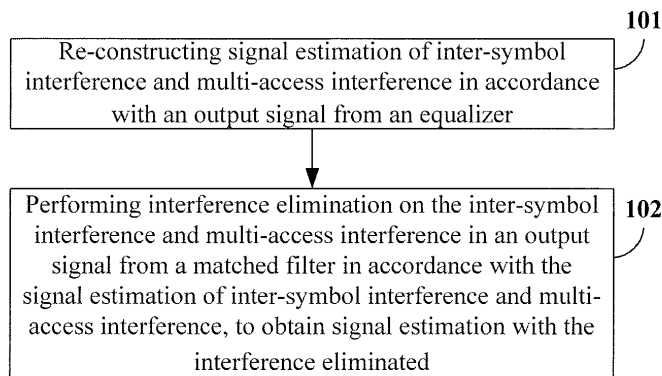 101
Re-constructing signal estimation of inter-symbol
interference and multi-access interference in accordance
with an output signal from an equalizer
102
Performing interference elimination on the inter-symbol
interference and multi-access interference in an output
signal from a matched filter in accordance with the
signal estimation of inter-symbol interference and multi-
access interference, to obtain signal estimation with the
interference eliminated